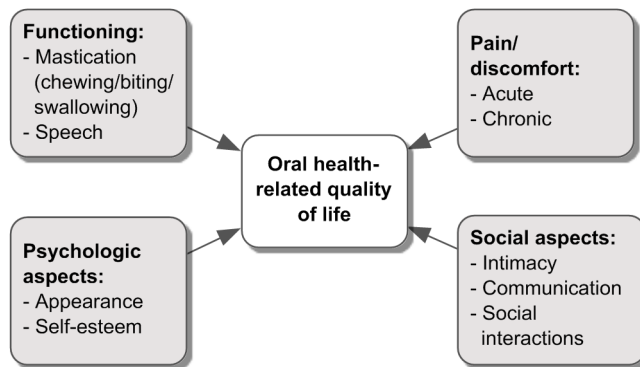 Functioning:
- Mastication
(chewing/biting/
swallowing)
- Speech
Pain/
discomfort:
- Acute
- Chronic
Oral health-
related quality
of life
Psychologic
aspects:
- Appearance
- Self-esteem
Social aspects:
- Intimacy
- Communication
- Social
interactions